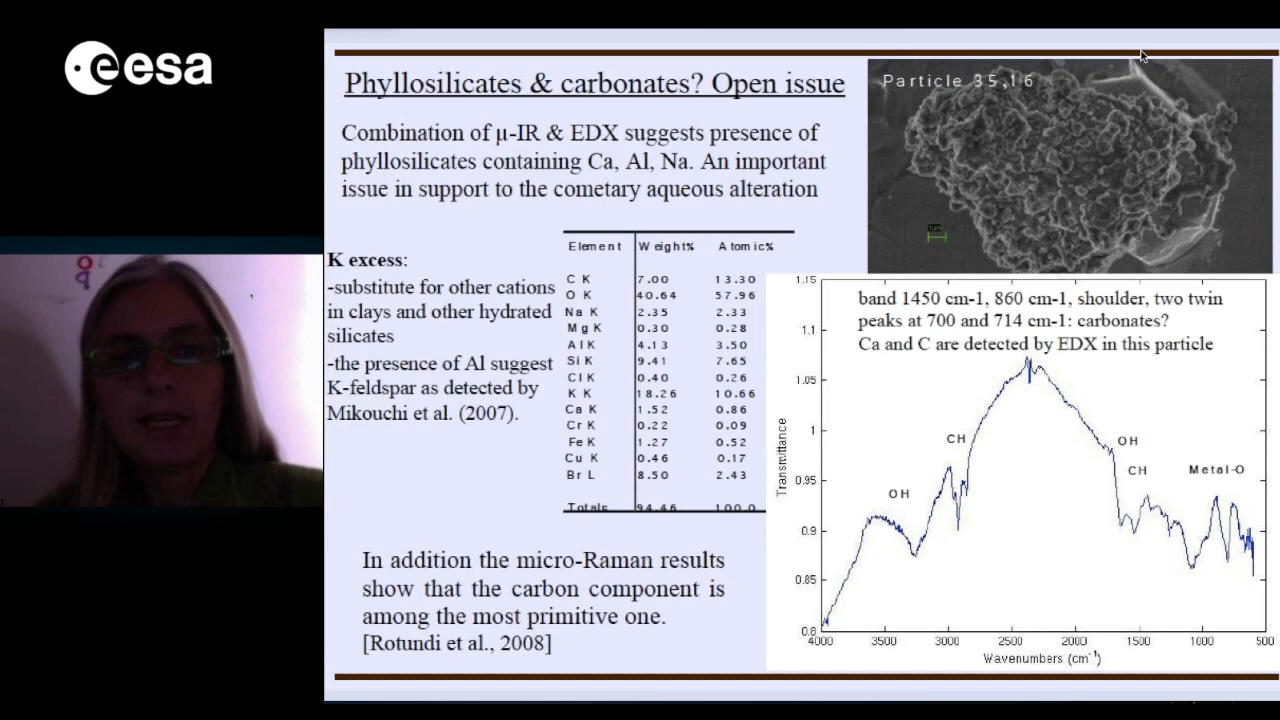 esa
Phyllosilicates & carbonates? Open issue
Combination of μ-IR & EDX suggests presence of
phyllosilicates containing Ca, Al, Na. An important
issue in support to the cometary aqueous alteration
Particle 35,16
K excess:
-substitute for other cations
in clays and other hydrated
silicates
-the presence of Al suggest
K-feldspar as detected by
Mikouchi et al. (2007).
Element Weight% Atomic%
C K 7.00 13.30
O K 40.64 57.96
Na K 2.35 2.33
Mg K 0.30 0.28
Al K 4.13 3.50
Si K 9.41 7.65
Cl K 0.40 0.26
K K 18.26 10.66
Ca K 1.52 0.86
Cr K 0.22 0.09
Fe K 1.27 0.52
Cu K 0.46 0.17
Br L 8.50 2.43
Totals 94.46 100.0
In addition the micro-Raman results
show that the carbon component is
among the most primitive one.
[Rotundi et al., 2008]
band 1450 cm-1, 860 cm-1, shoulder, two twin
peaks at 700 and 714 cm-1: carbonates?
Ca and C are detected by EDX in this particle
1.15
1.1
1.05
1
0.95
0.9
0.85
0.8
Transmittance
OH
CH
OH
CH
Metal-O
4000 3500 3000 2500 2000 1500 1000 500
Wavenumbers (cm⁻¹)